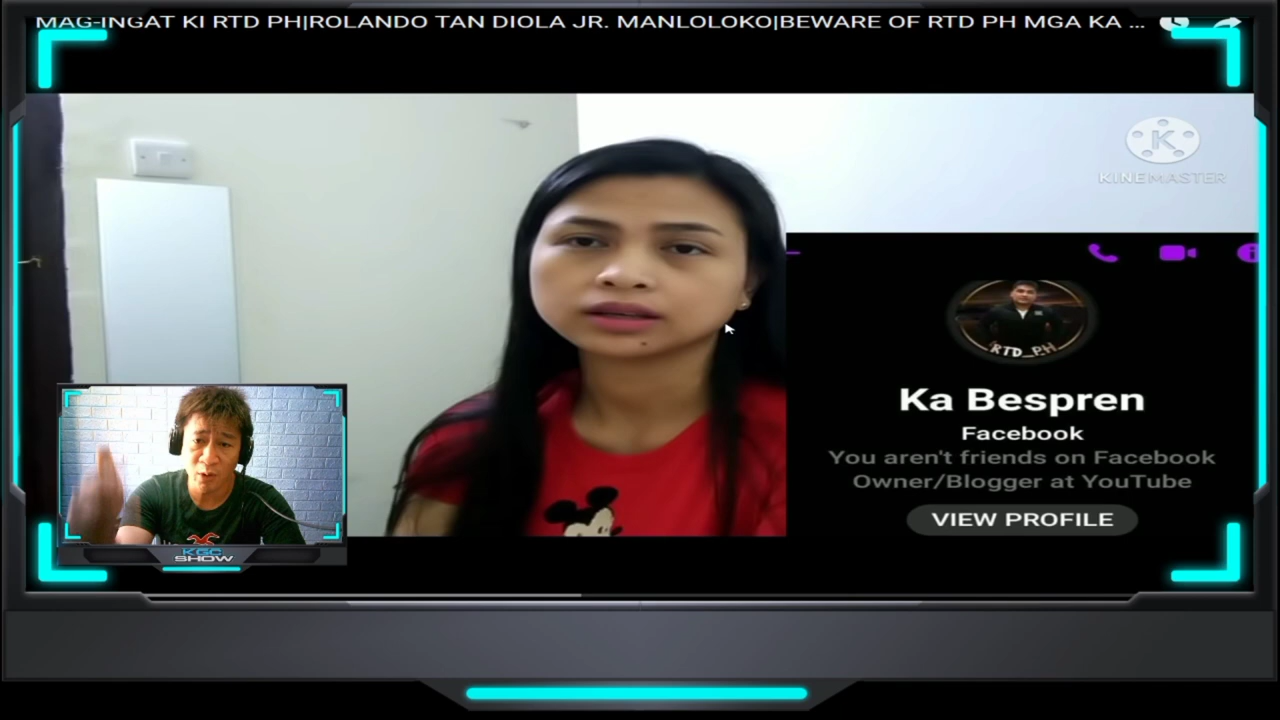 MAG-INGAT KI RTD PH|ROLANDO TAN DIOLA JR. MANLOLOKO|BEWARE OF RTD PH MGA KA ...
KINEMASTER
RTD_PH
Ka Bespren
Facebook
You aren't friends on Facebook
Owner/Blogger at YouTube
VIEW PROFILE
KGC
SHOW